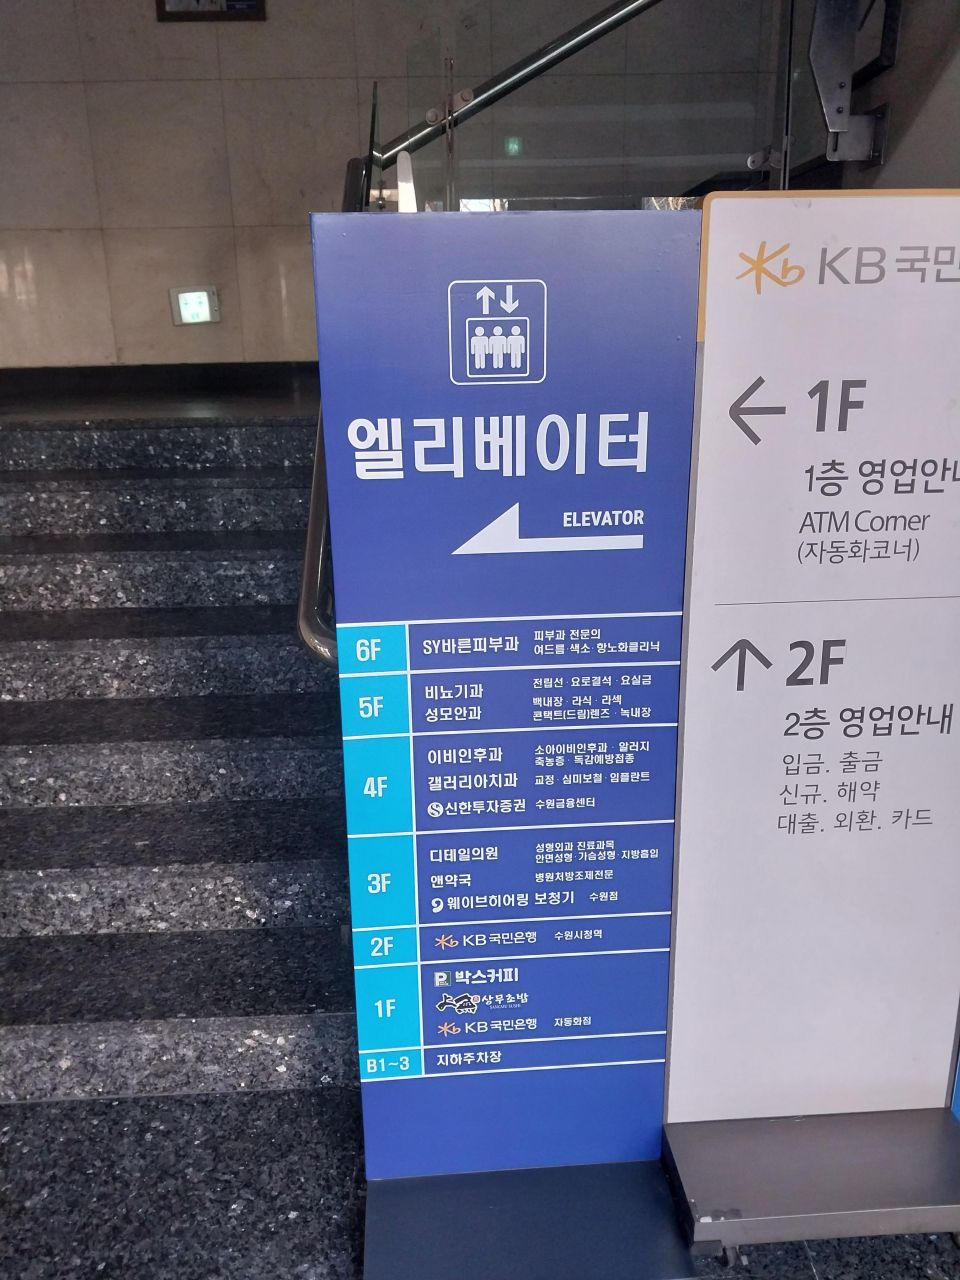 엘리베이터
ELEVATOR
6F
SY바른피부과
피부과 전문의
여드름·색소·항노화클리닉
5F
비뇨기과
전립선·요로결석·요실금
성모안과
백내장·라식·라섹
콘택트(드림)렌즈·녹내장
4F
이비인후과
소아이비인후과·알러지
축농증·독감예방접종
갤러리아치과
교정·심미보철·임플란트
신한투자증권 수원금융센터
3F
디테일의원
성형외과 진료과목
안면성형·가슴성형·지방흡입
앤약국
병원처방조제전문
웨이브히어링 보청기 수원점
2F
KB국민은행 수원시청역
1F
박스커피
상무초밥
SANGMU SUSHI
KB국민은행 자동화점
B1~3
지하주차장
KB국민
1F
1층 영업안내
ATM Corner
(자동화코너)
2F
2층 영업안내
입금. 출금
신규. 해약
대출. 외환. 카드